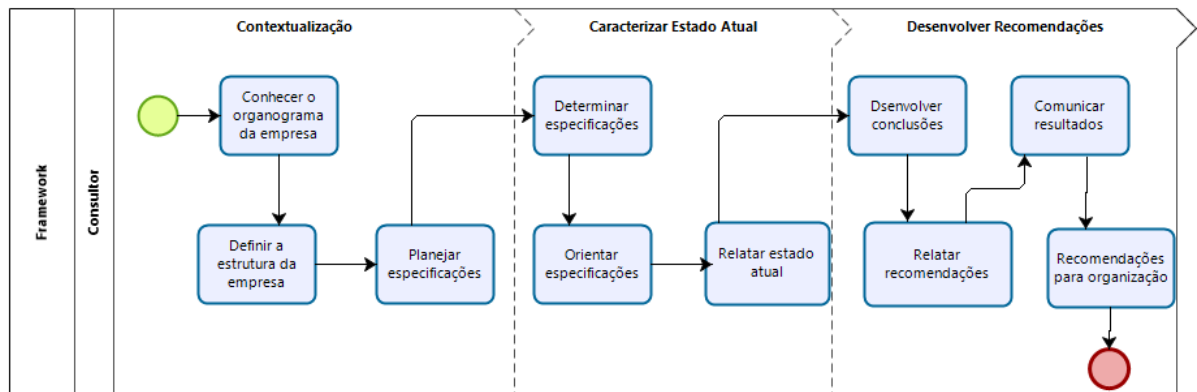 Contextualização
Caracterizar Estado Atual
Desenvolver Recomendações
Framework
Consultor
Conhecer o
organograma
da empresa
Definir a
estrutura da
empresa
Planejar
especificações
Determinar
especificações
Orientar
especificações
Relatar estado
atual
Dsenvolver
conclusões
Relatar
recomendações
Comunicar
resultados
Recomendações
para organização